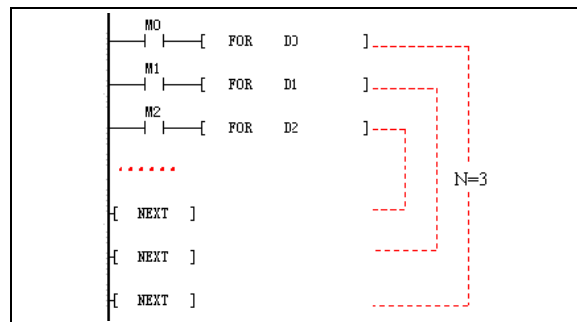 M0
[ FOR D0 ]
M1
[ FOR D1 ]
M2
[ FOR D2 ]
N=3
[ NEXT ]
[ NEXT ]
[ NEXT ]